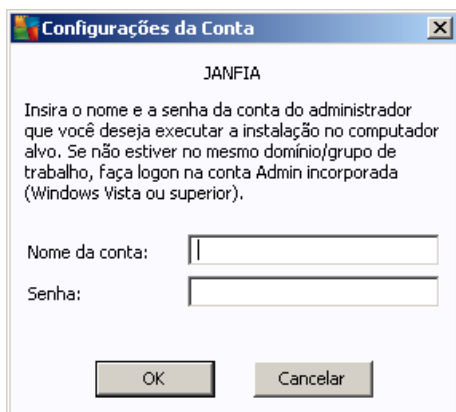 Configurações da Conta
JANFIA
Insira o nome e a senha da conta do administrador
que você deseja executar a instalação no computador
alvo. Se não estiver no mesmo domínio/grupo de
trabalho, faça logon na conta Admin incorporada
(Windows Vista ou superior).
Nome da conta:
Senha:
OK
Cancelar